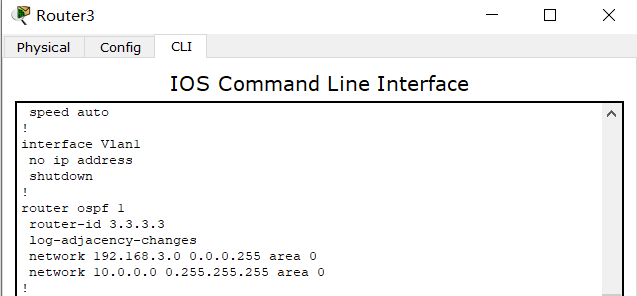 Router3
Physical Config CLI
IOS Command Line Interface
speed auto
!
interface Vlan1
no ip address
shutdown
!
router ospf 1
router-id 3.3.3.3
log-adjacency-changes
network 192.168.3.0 0.0.0.255 area 0
network 10.0.0.0 0.255.255.255 area 0
!